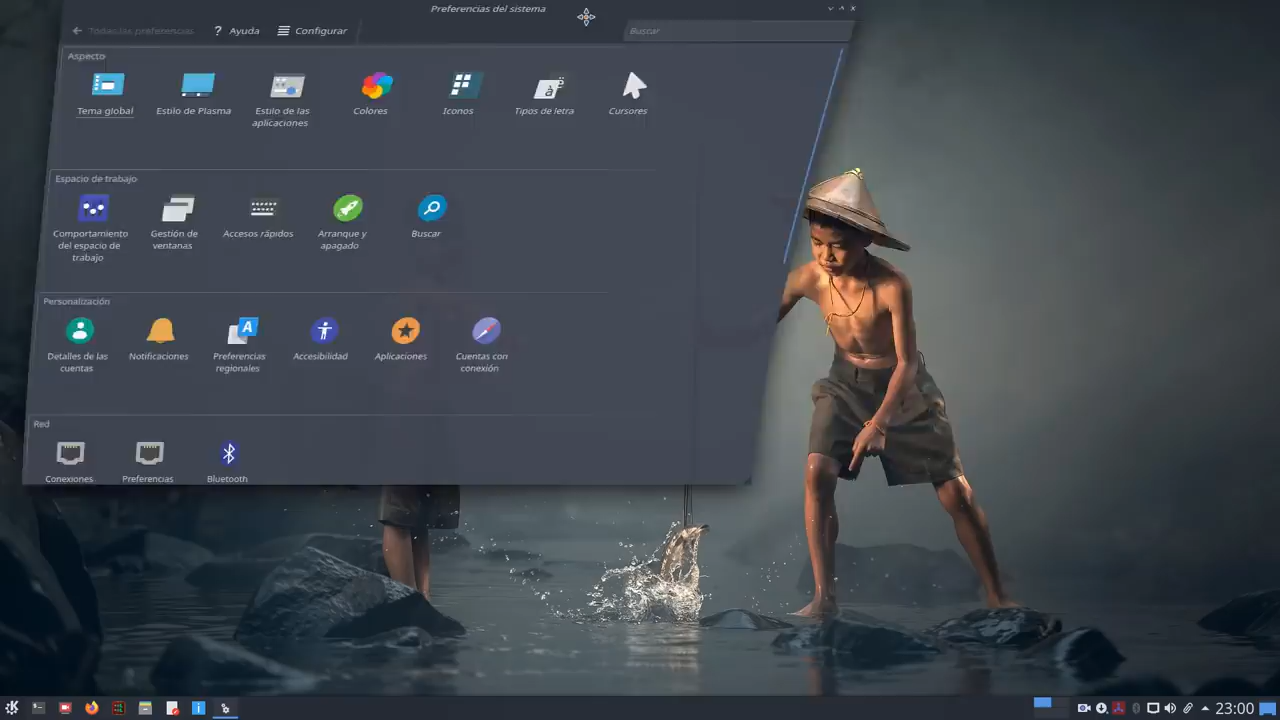 Preferencias del sistema
Todas las preferencias
? Ayuda
Configurar
Buscar
Aspecto
Tema global
Estilo de Plasma
Estilo de las
aplicaciones
Colores
Iconos
Tipos de letra
Cursores
Espacio de trabajo
Comportamiento
del espacio de
trabajo
Gestión de
ventanas
Accesos rápidos
Arranque y
apagado
Buscar
Personalización
Detalles de las
cuentas
Notificaciones
Preferencias
regionales
Accesibilidad
Aplicaciones
Cuentas con
conexión
Red
Conexiones
Preferencias
Bluetooth
23:00